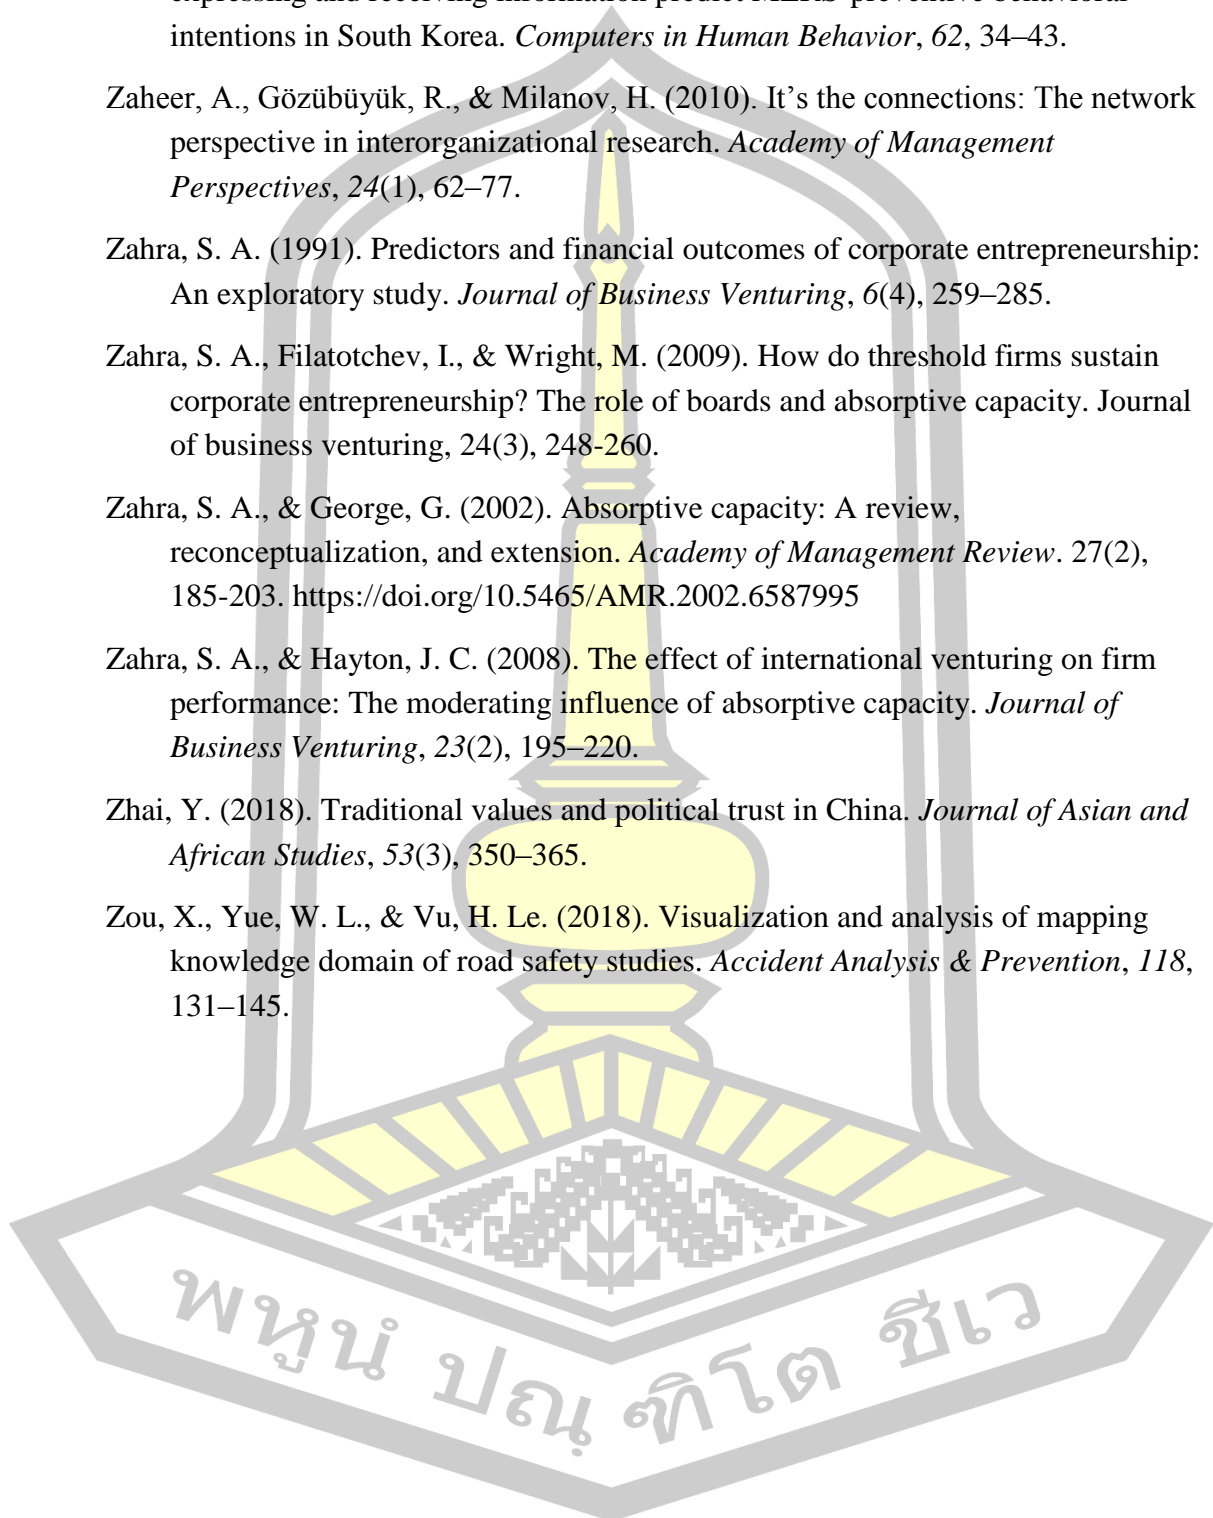 expressing and receiving information predict MERS-preventive behavioral
intentions in South Korea. Computers in Human Behavior, 62, 34–43.
Zaheer, A., Gözübüyük, R., & Milanov, H. (2010). It’s the connections: The network
perspective in interorganizational research. Academy of Management
Perspectives, 24(1), 62–77.
Zahra, S. A. (1991). Predictors and financial outcomes of corporate entrepreneurship:
An exploratory study. Journal of Business Venturing, 6(4), 259–285.
Zahra, S. A., Filatotchev, I., & Wright, M. (2009). How do threshold firms sustain
corporate entrepreneurship? The role of boards and absorptive capacity. Journal
of business venturing, 24(3), 248-260.
Zahra, S. A., & George, G. (2002). Absorptive capacity: A review,
reconceptualization, and extension. Academy of Management Review. 27(2),
185-203. https://doi.org/10.5465/AMR.2002.6587995
Zahra, S. A., & Hayton, J. C. (2008). The effect of international venturing on firm
performance: The moderating influence of absorptive capacity. Journal of
Business Venturing, 23(2), 195–220.
Zhai, Y. (2018). Traditional values and political trust in China. Journal of Asian and
African Studies, 53(3), 350–365.
Zou, X., Yue, W. L., & Vu, H. Le. (2018). Visualization and analysis of mapping
knowledge domain of road safety studies. Accident Analysis & Prevention, 118,
131–145.
พหูนํ ปณฺฑิโต ชีเว